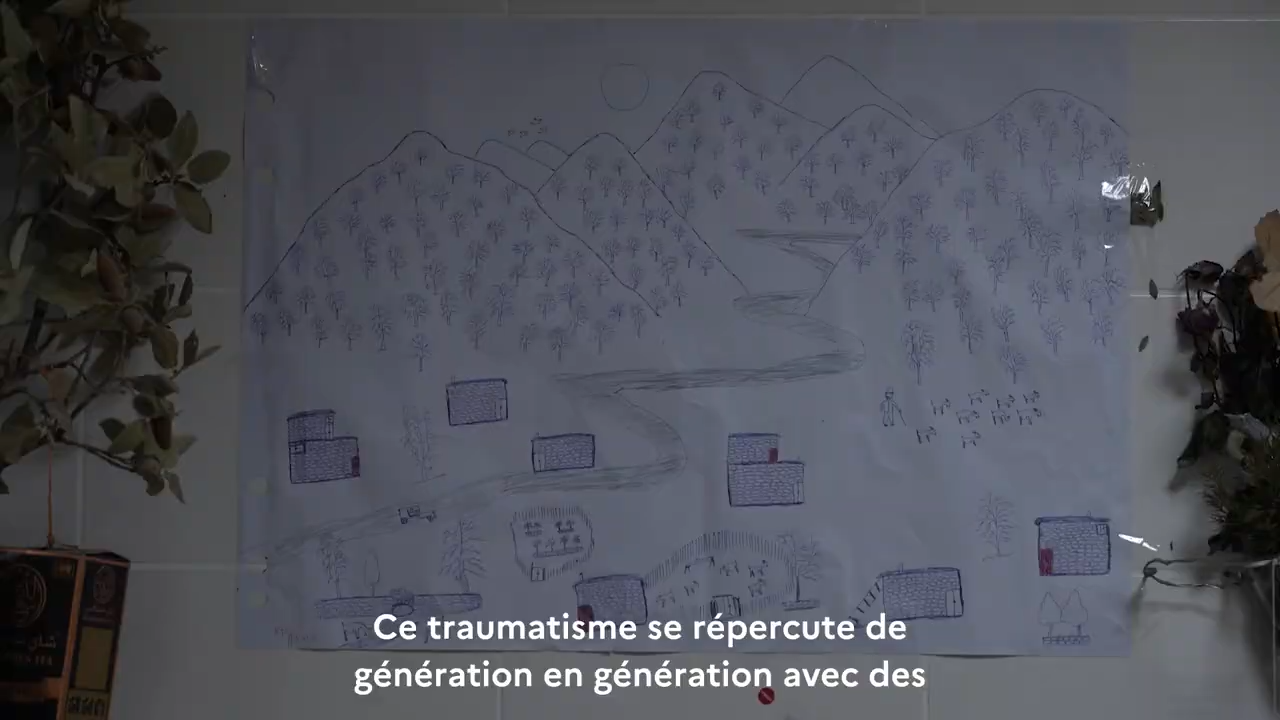 Ce traumatisme se répercute de
génération en génération avec des